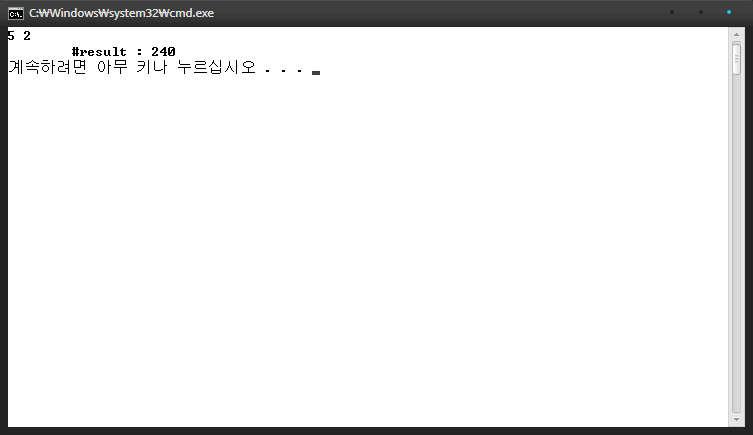 C:₩Windows₩system32₩cmd.exe
5 2
#result : 240
계속하려면 아무 키나 누르십시오 . . .